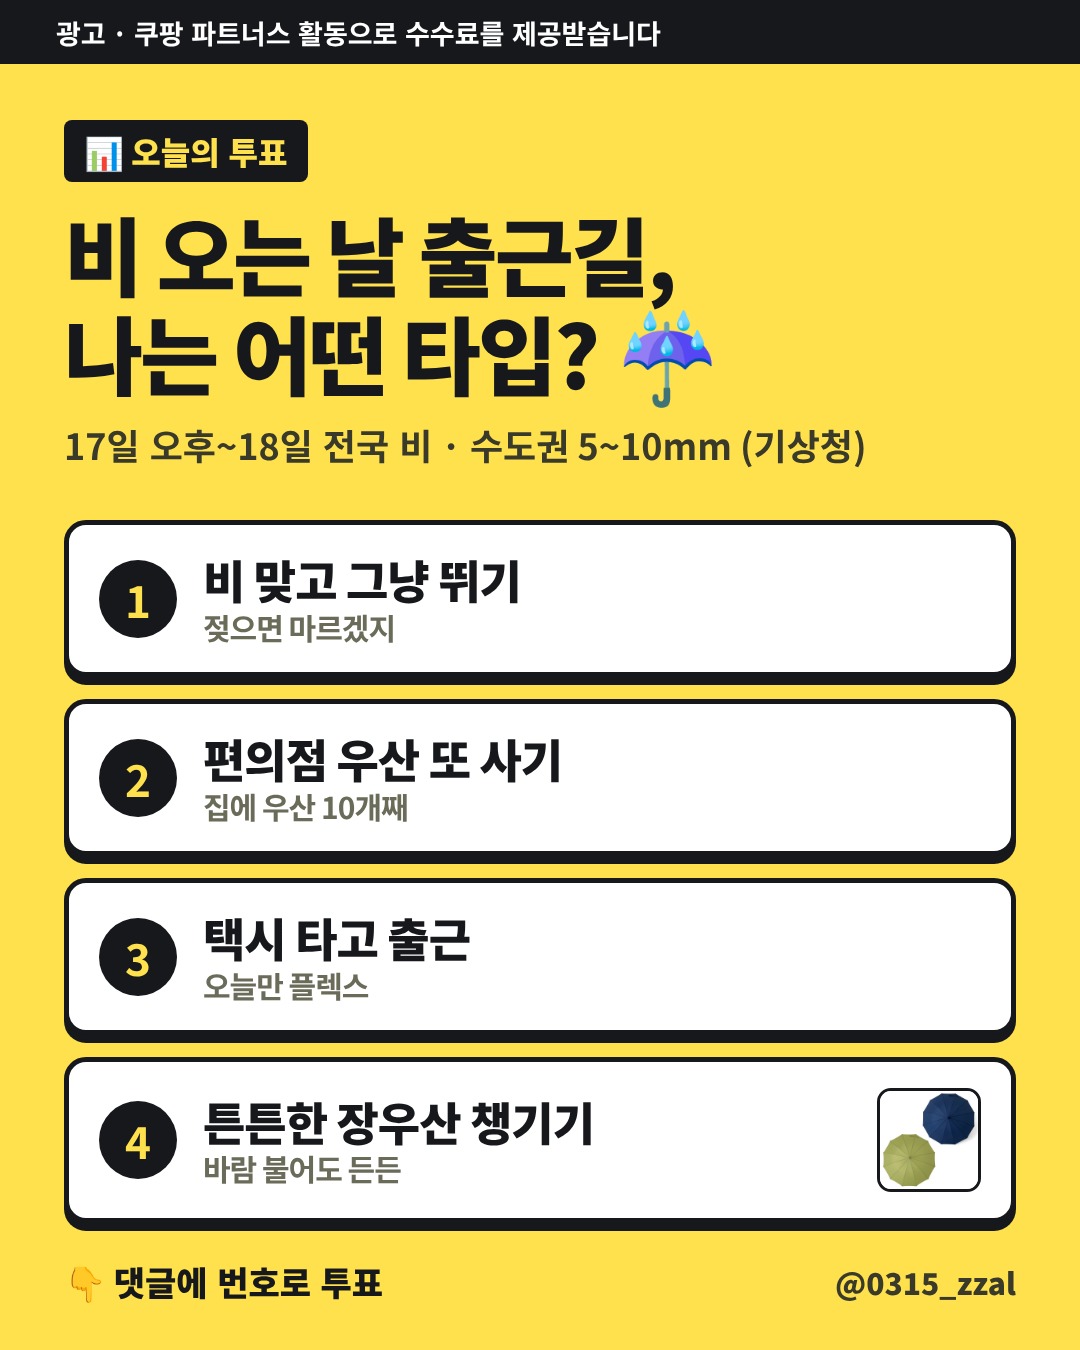 광고 · 쿠팡 파트너스 활동으로 수수료를 제공받습니다
오늘의 투표
비 오는 날 출근길,
나는 어떤 타입?
17일 오후~18일 전국 비 · 수도권 5~10mm (기상청)
1
비 맞고 그냥 뛰기
젖으면 마르겠지
2
편의점 우산 또 사기
집에 우산 10개째
3
택시 타고 출근
오늘만 플렉스
4
튼튼한 장우산 챙기기
바람 불어도 든든
댓글에 번호로 투표
@0315_zzal